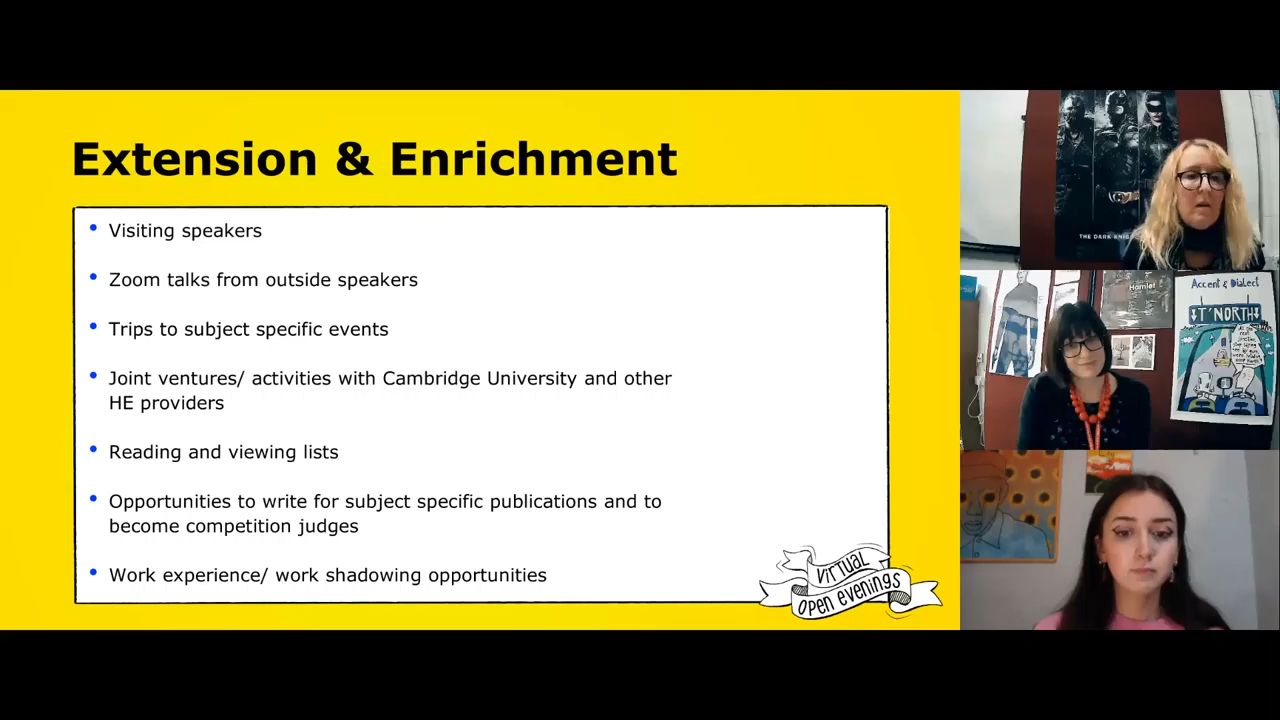 Extension & Enrichment
• Visiting speakers
• Zoom talks from outside speakers
• Trips to subject specific events
• Joint ventures/ activities with Cambridge University and other
HE providers
• Reading and viewing lists
• Opportunities to write for subject specific publications and to
become competition judges
• Work experience/ work shadowing opportunities
virtual
open evenings
THE DARK
Hamlet
Accent & Dialect
T'NORTH